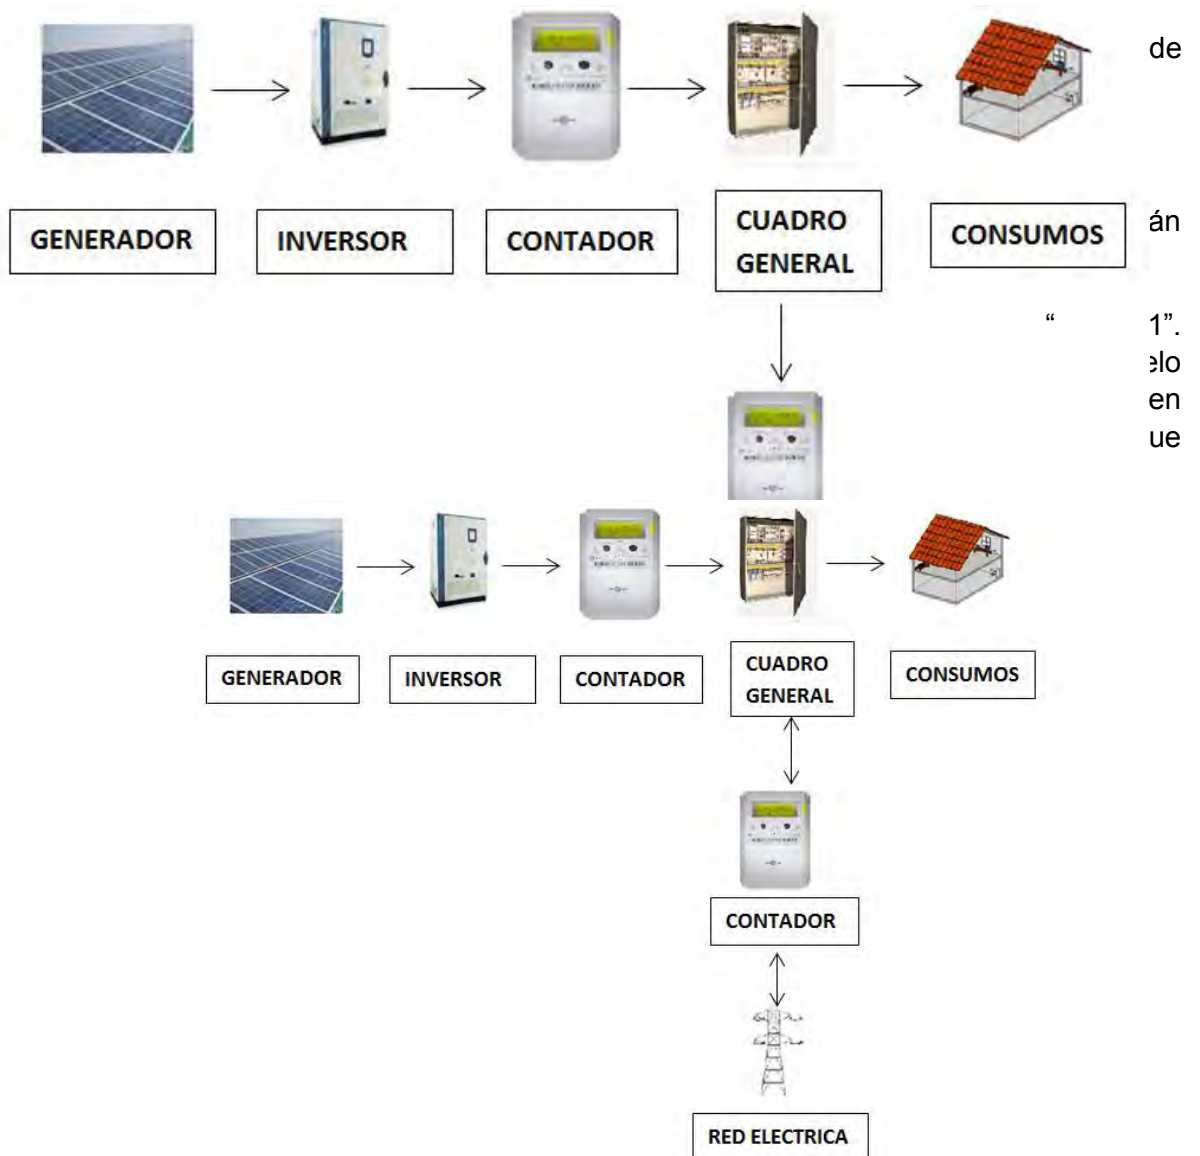 de
GENERADOR
INVERSOR
CONTADOR
CUADRO
GENERAL
CONSUMOS
án
“ 1”.
elo
en
ue
GENERADOR
INVERSOR
CONTADOR
CUADRO
GENERAL
CONSUMOS
CONTADOR
RED ELECTRICA